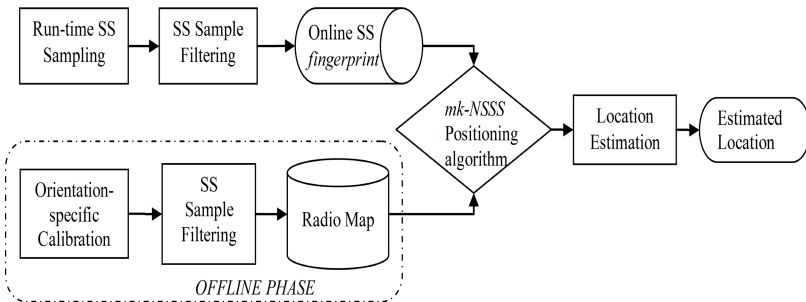 Run-time SS
Sampling
SS Sample
Filtering
Online SS
fingerprint)
mk-NSSS
Positioning
algorithm
Location
Estimation
Estimated
Location
Orientation-
specific
Calibration
SS
Sample
Filtering
Radio Map
OFFLINE PHASE